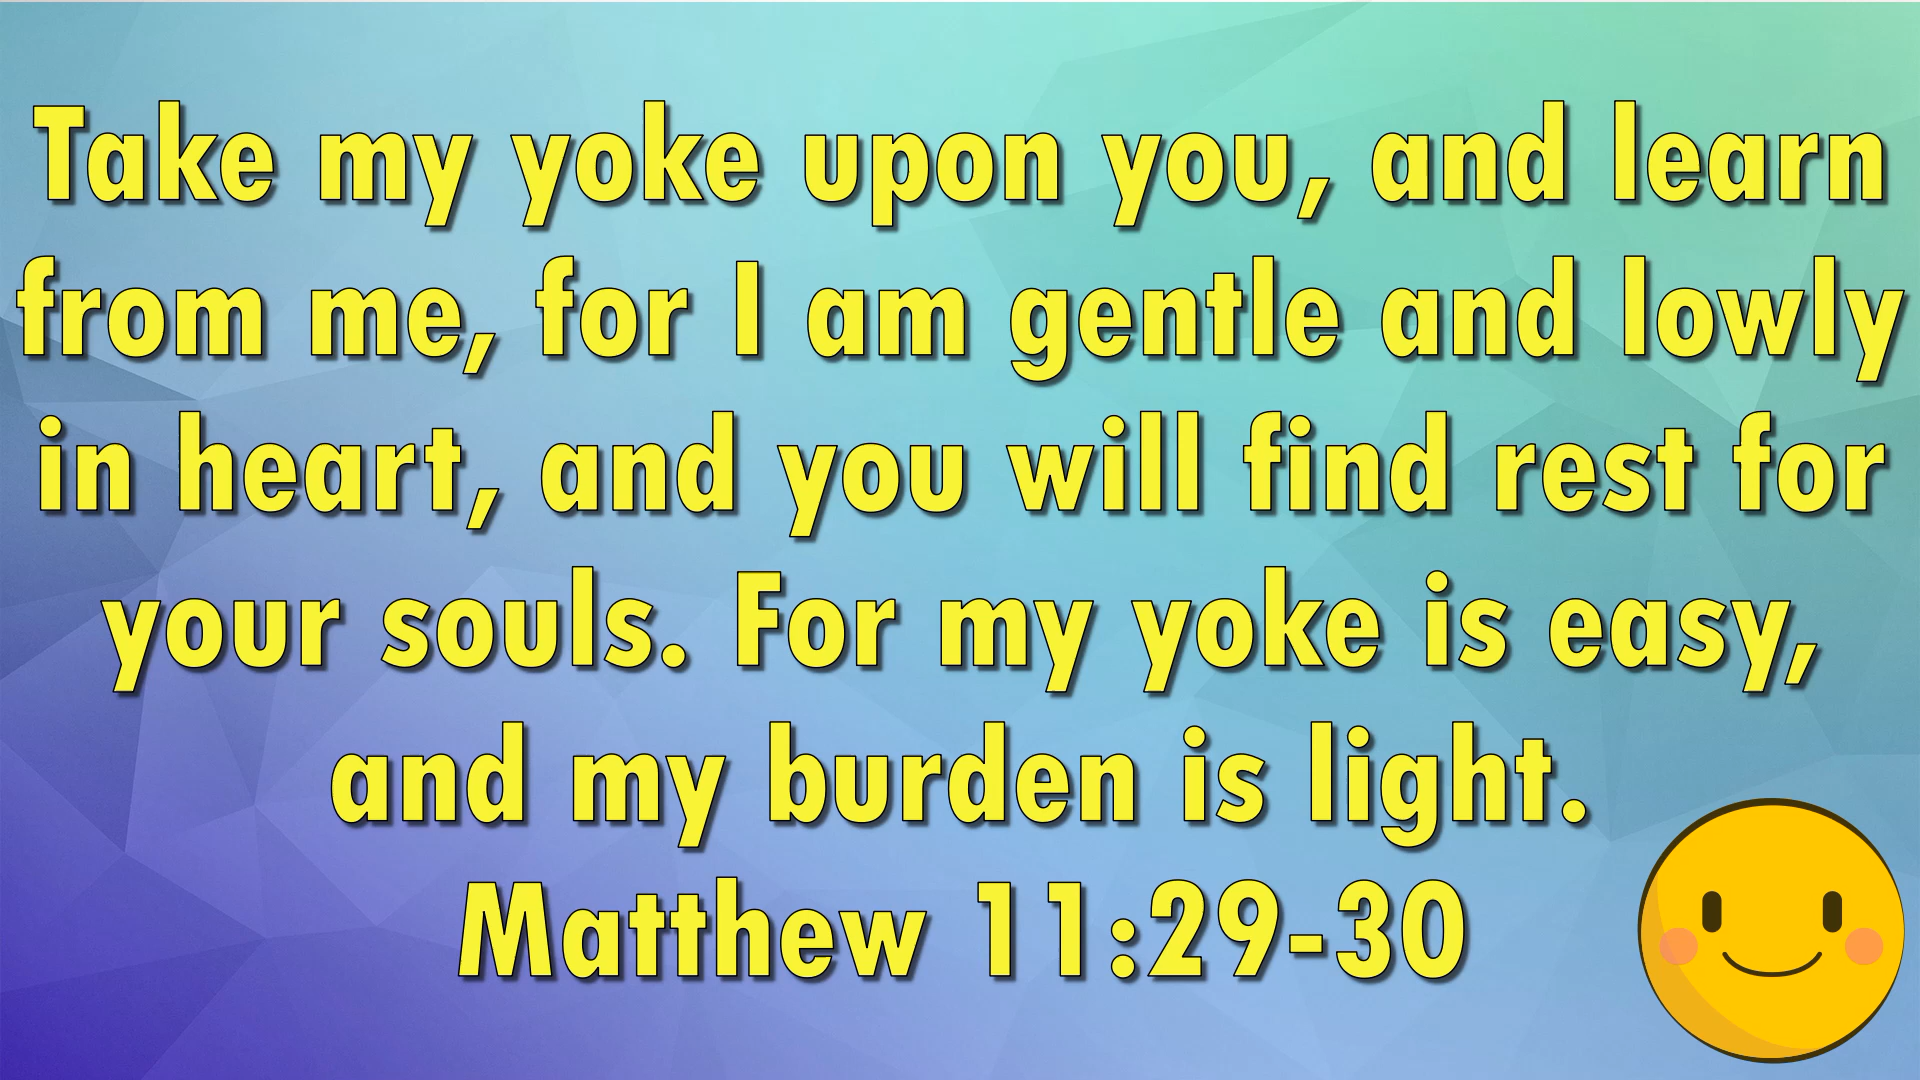 Take my yoke upon you, and learn
from me, for I am gentle and lowly
in heart, and you will find rest for
your souls. For my yoke is easy,
and my burden is light.
Matthew 11:29-30